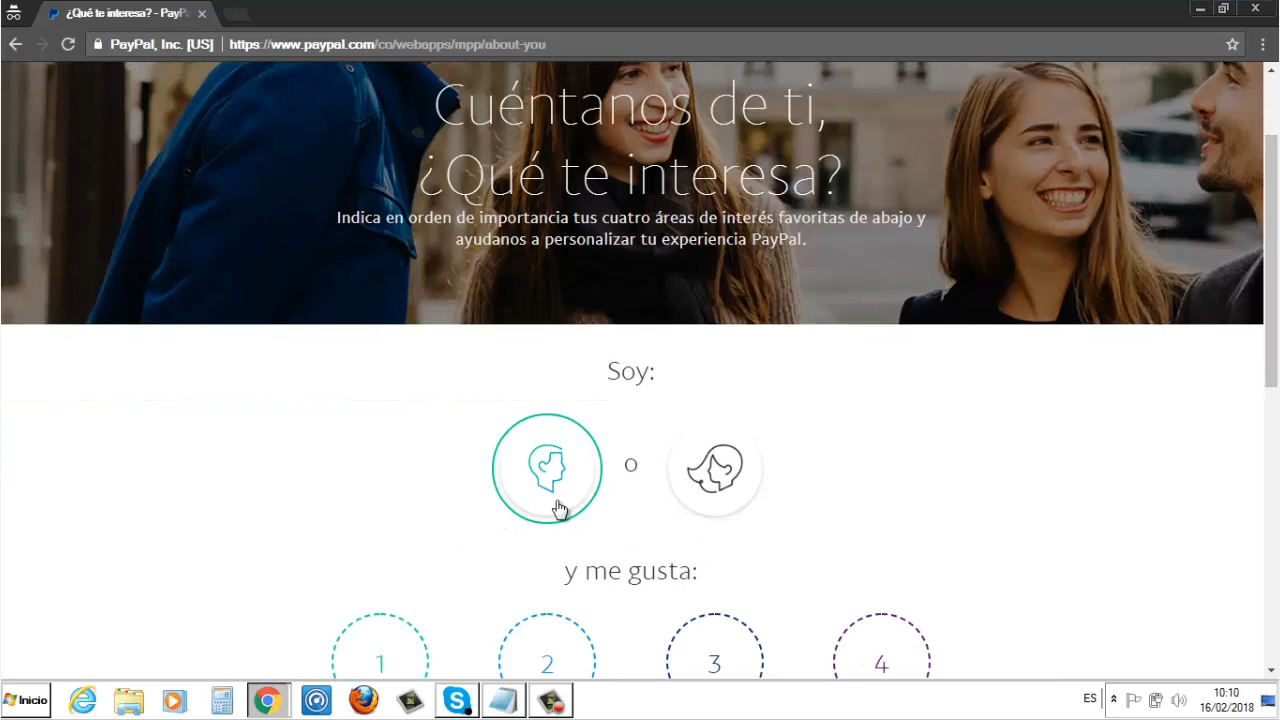 ¿Qué te interesa? - PayP
PayPal, Inc. [US]
https://www.paypal.com/co/webapps/mpp/about-you
Cuéntanos de ti,
¿Qué te interesa?
Indica en orden de importancia tus cuatro áreas de interés favoritas de abajo y
ayudanos a personalizar tu experiencia PayPal.
Soy:
o
y me gusta:
1 2 3 4
Inicio
ES
10:10
16/02/2018